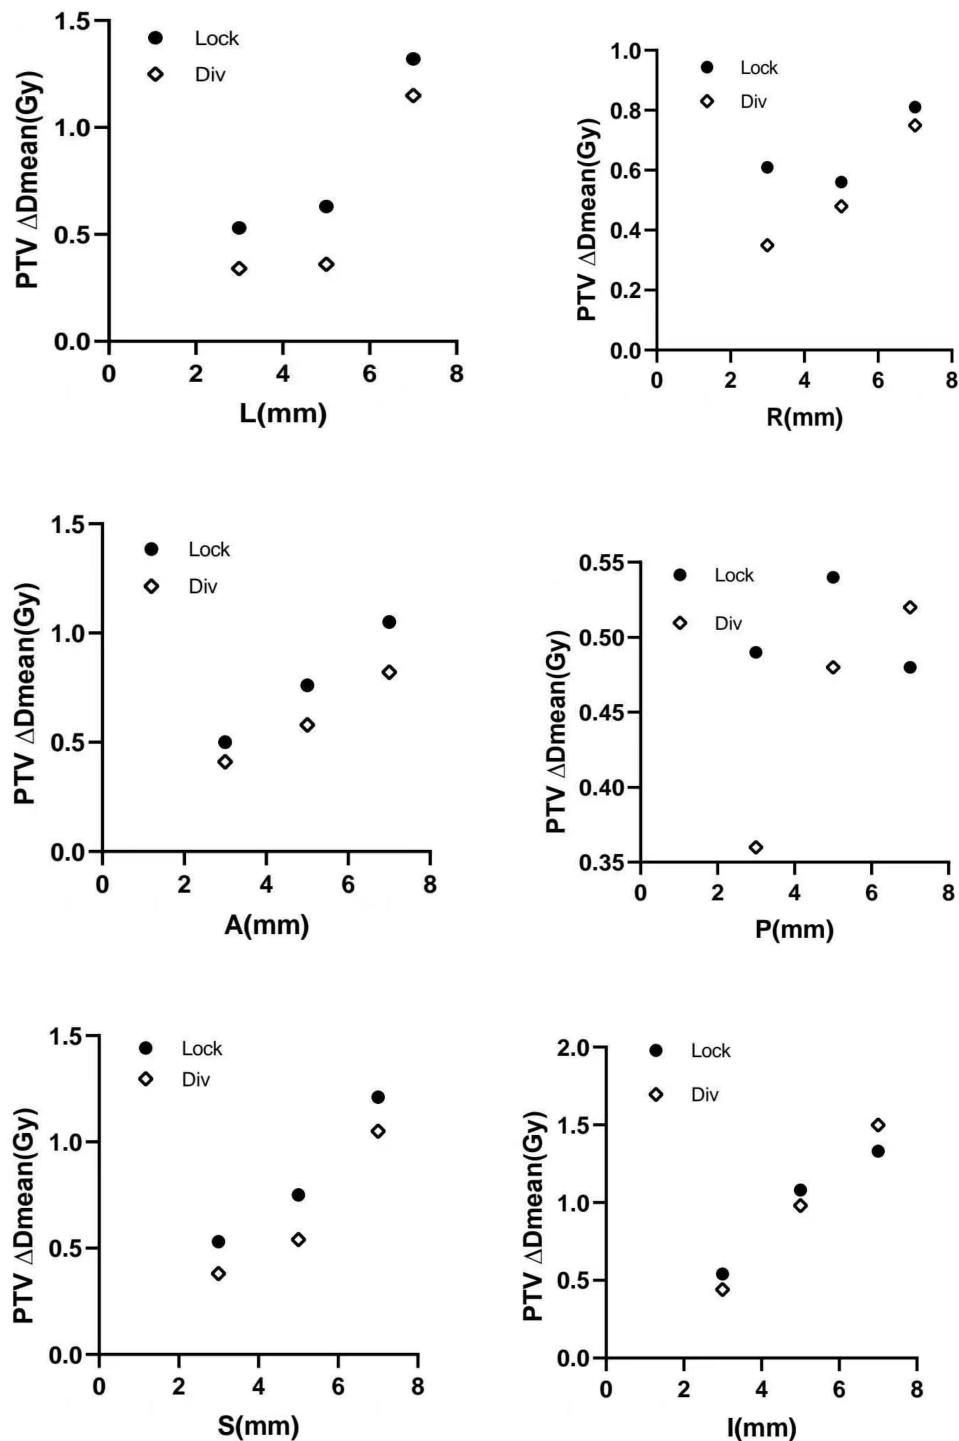 1.5
Lock
Div
1.0
0.5
0.0
0 2 4 6 8
L(mm)
PTV ΔDmean(Gy)
1.0
Lock
Div
0.8
0.6
0.4
0.2
0.0
0 2 4 6 8
R(mm)
PTV ΔDmean(Gy)
1.5
Lock
Div
1.0
0.5
0.0
0 2 4 6 8
A(mm)
PTV ΔDmean(Gy)
0.55
Lock
Div
0.50
0.45
0.40
0.35
0 2 4 6 8
P(mm)
PTV ΔDmean(Gy)
1.5
Lock
Div
1.0
0.5
0.0
0 2 4 6 8
S(mm)
PTV ΔDmean(Gy)
2.0
Lock
Div
1.5
1.0
0.5
0.0
0 2 4 6 8
I(mm)
PTV ΔDmean(Gy)